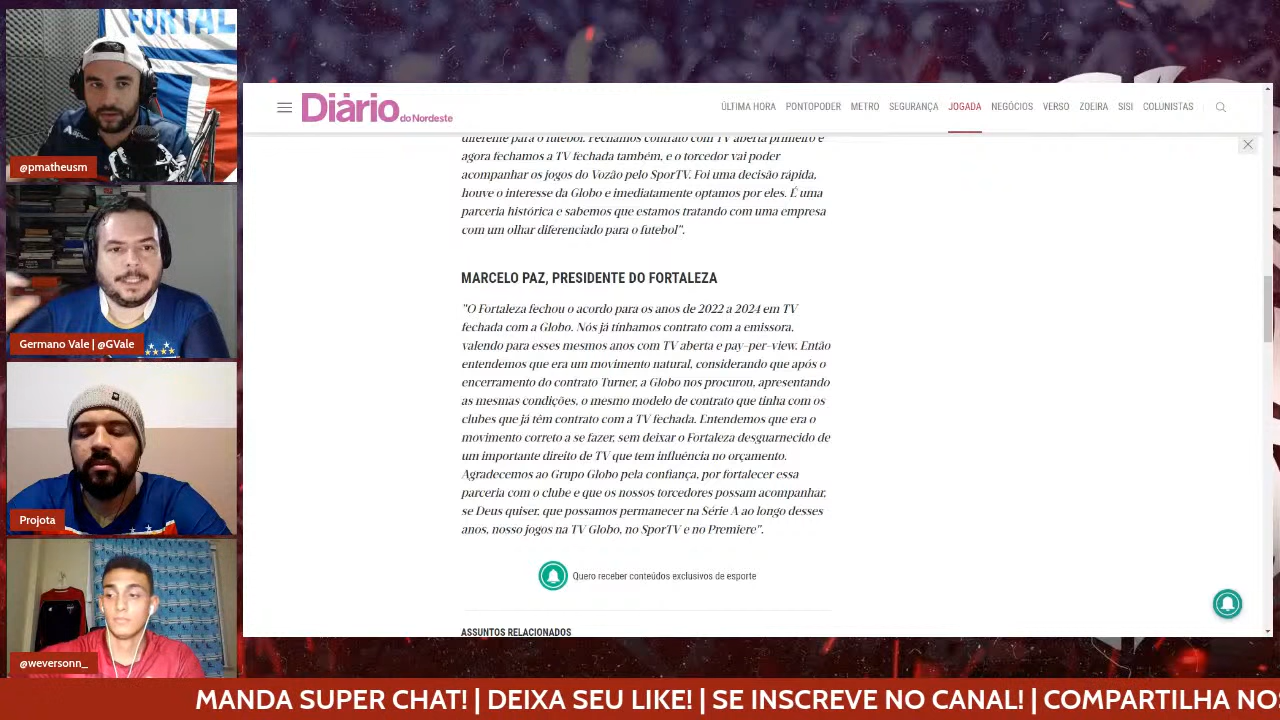 FORTAL
@pmatheusm
Germano Vale | @GVale
Projota
@weversonn_
Diário do Nordeste
ÚLTIMA HORA PONTOPODER METRO SEGURANÇA JOGADA NEGÓCIOS VERSO ZOEIRA SISI COLUNISTAS
diferente para o futebol. Fechamos contrato com TV aberta primeiro e
agora fechamos a TV fechada também, e o torcedor vai poder
acompanhar os jogos do Vozão pelo SporTV. Foi uma decisão rápida,
houve o interesse da Globo e imediatamente optamos por eles. É uma
parceria histórica e sabemos que estamos tratando com uma empresa
com um olhar diferenciado para o futebol".
MARCELO PAZ, PRESIDENTE DO FORTALEZA
"O Fortaleza fechou o acordo para os anos de 2022 a 2024 em TV
fechada com a Globo. Nós já tínhamos contrato com a emissora,
valendo para esses mesmos anos com TV aberta e pay-per-view. Então
entendemos que era um movimento natural, considerando que após o
encerramento do contrato Turner, a Globo nos procurou, apresentando
as mesmas condições, o mesmo modelo de contrato que tinha com os
clubes que já têm contrato com a TV fechada. Entendemos que era o
movimento correto a se fazer, sem deixar o Fortaleza desguarnecido de
um importante direito de TV que tem influência no orçamento.
Agradecemos ao Grupo Globo pela confiança, por fortalecer essa
parceria com o clube e que os nossos torcedores possam acompanhar,
se Deus quiser, que possamos permanecer na Série A ao longo desses
anos, nosso jogos na TV Globo, no SporTV e no Premiere".
Quero receber conteúdos exclusivos de esporte
ASSUNTOS RELACIONADOS
MANDA SUPER CHAT! | DEIXA SEU LIKE! | SE INSCREVE NO CANAL! | COMPARTILHA NOS